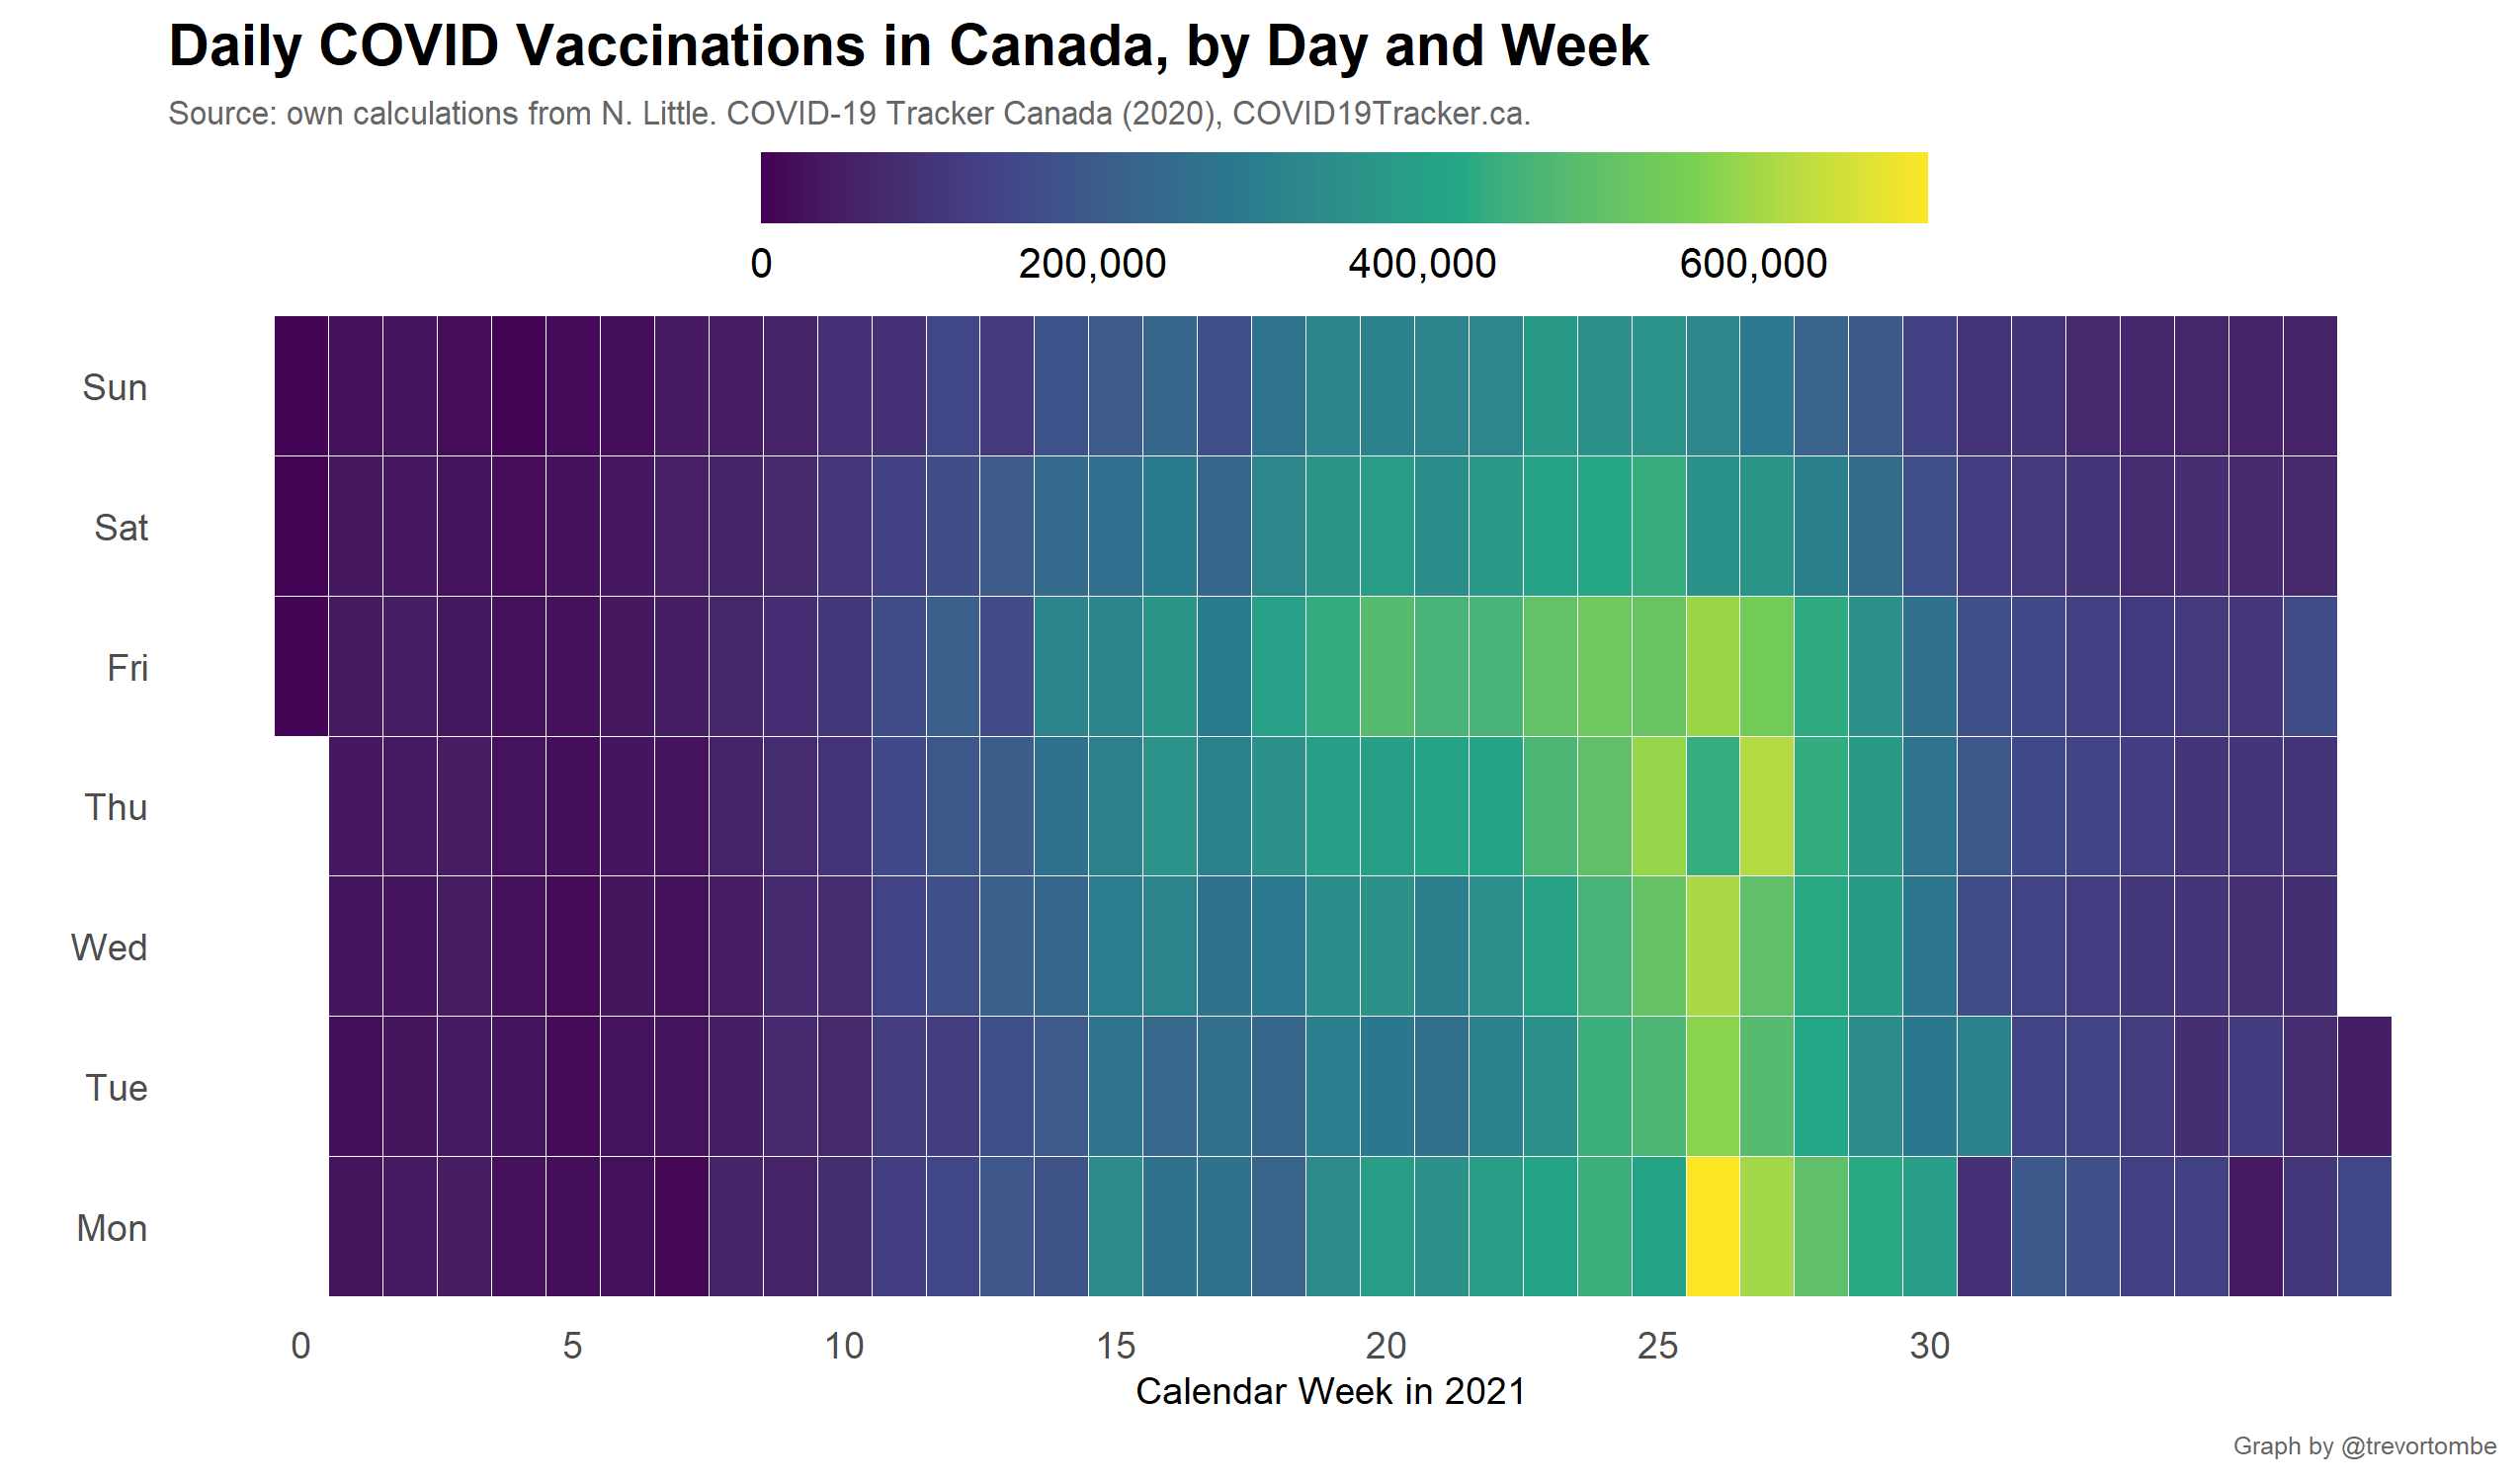 Daily COVID Vaccinations in Canada, by Day and Week
Source: own calculations from N. Little. COVID-19 Tracker Canada (2020), COVID19Tracker.ca.
0 200,000 400,000 600,000
Sun
Sat
Fri
Thu
Wed
Tue
Mon
0 5 10 15 20 25 30
Calendar Week in 2021
Graph by @trevortombe